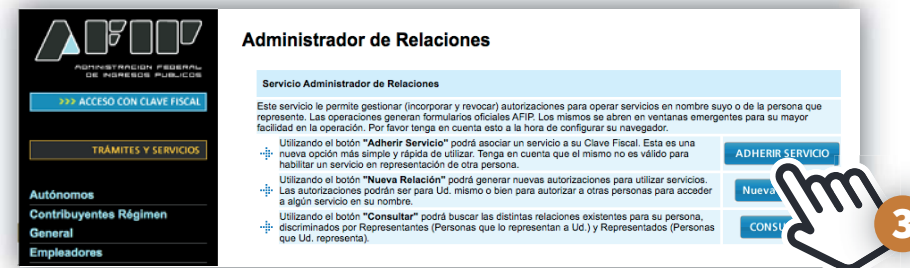 AFIP
ADMINISTRACION FEDERAL
DE INGRESOS PUBLICOS
>>> ACCESO CON CLAVE FISCAL
TRÁMITES Y SERVICIOS
Autónomos
Contribuyentes Régimen
General
Empleadores
Administrador de Relaciones
Servicio Administrador de Relaciones
Este servicio le permite gestionar (incorporar y revocar) autorizaciones para operar servicios en nombre suyo o de la persona que
represente. Las operaciones generan formularios oficiales AFIP. Los mismos se abren en ventanas emergentes para su mayor
facilidad en la operación. Por favor tenga en cuenta esto a la hora de configurar su navegador.
Utilizando el botón "Adherir Servicio" podrá asociar un servicio a su Clave Fiscal. Esta es una
nueva opción más simple y rápida de utilizar. Tenga en cuenta que el mismo no es válido para
habilitar un servicio en representación de otra persona.
ADHERIR SERVICIO
Utilizando el botón "Nueva Relación" podrá generar nuevas autorizaciones para utilizar servicios.
Las autorizaciones podrán ser para Ud. mismo o bien para autorizar a otras personas para acceder
a algún servicio en su nombre.
Nueva
Utilizando el botón "Consultar" podrá buscar las distintas relaciones existentes para su persona,
discriminados por Representantes (Personas que lo representan a Ud.) y Representados (Personas
que Ud. representa).
CONSU
3